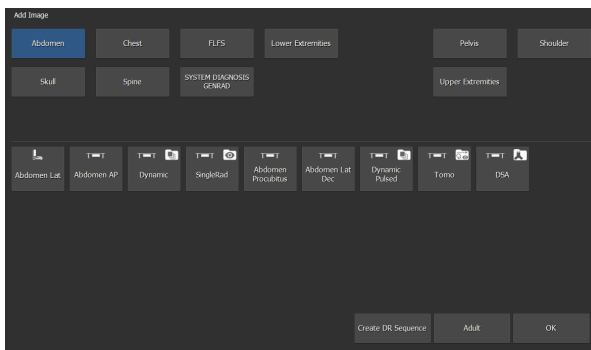 Add Image
Abdomen
Chest
FLFS
Lower Extremities
Pelvis
Shoulder
Skull
Spine
SYSTEM DIAGNOSIS
GENRAD
Upper Extremities
Abdomen Lat
Abdomen AP
Dynamic
SingleRad
Abdomen
Procubitus
Abdomen Lat
Dec
Dynamic
Pulsed
Tomo
DSA
Create DR Sequence
Adult
OK